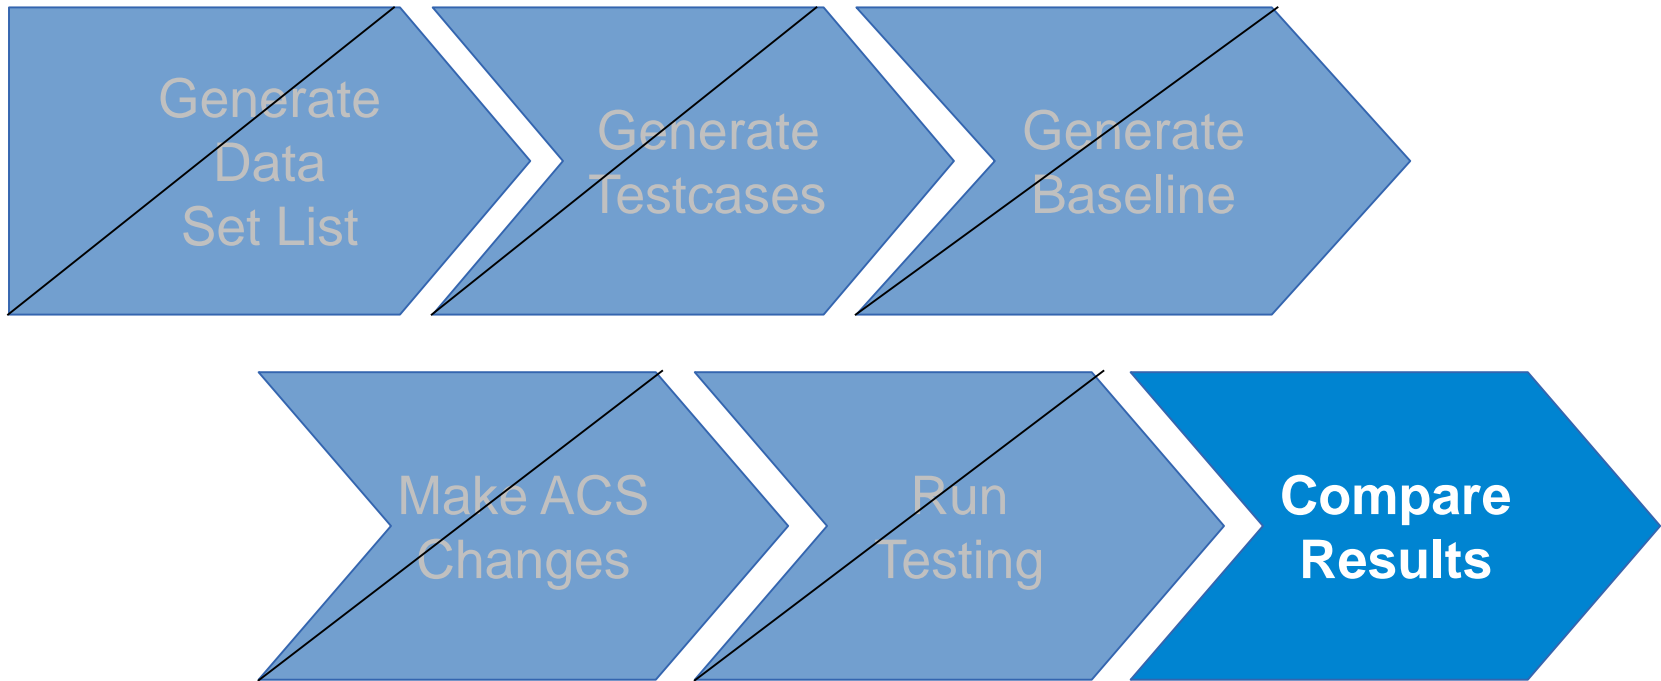 Generate
Data
Set List
Generate
Testcases
Generate
Baseline
Make ACS
Changes
Run
Testing
Compare
Results